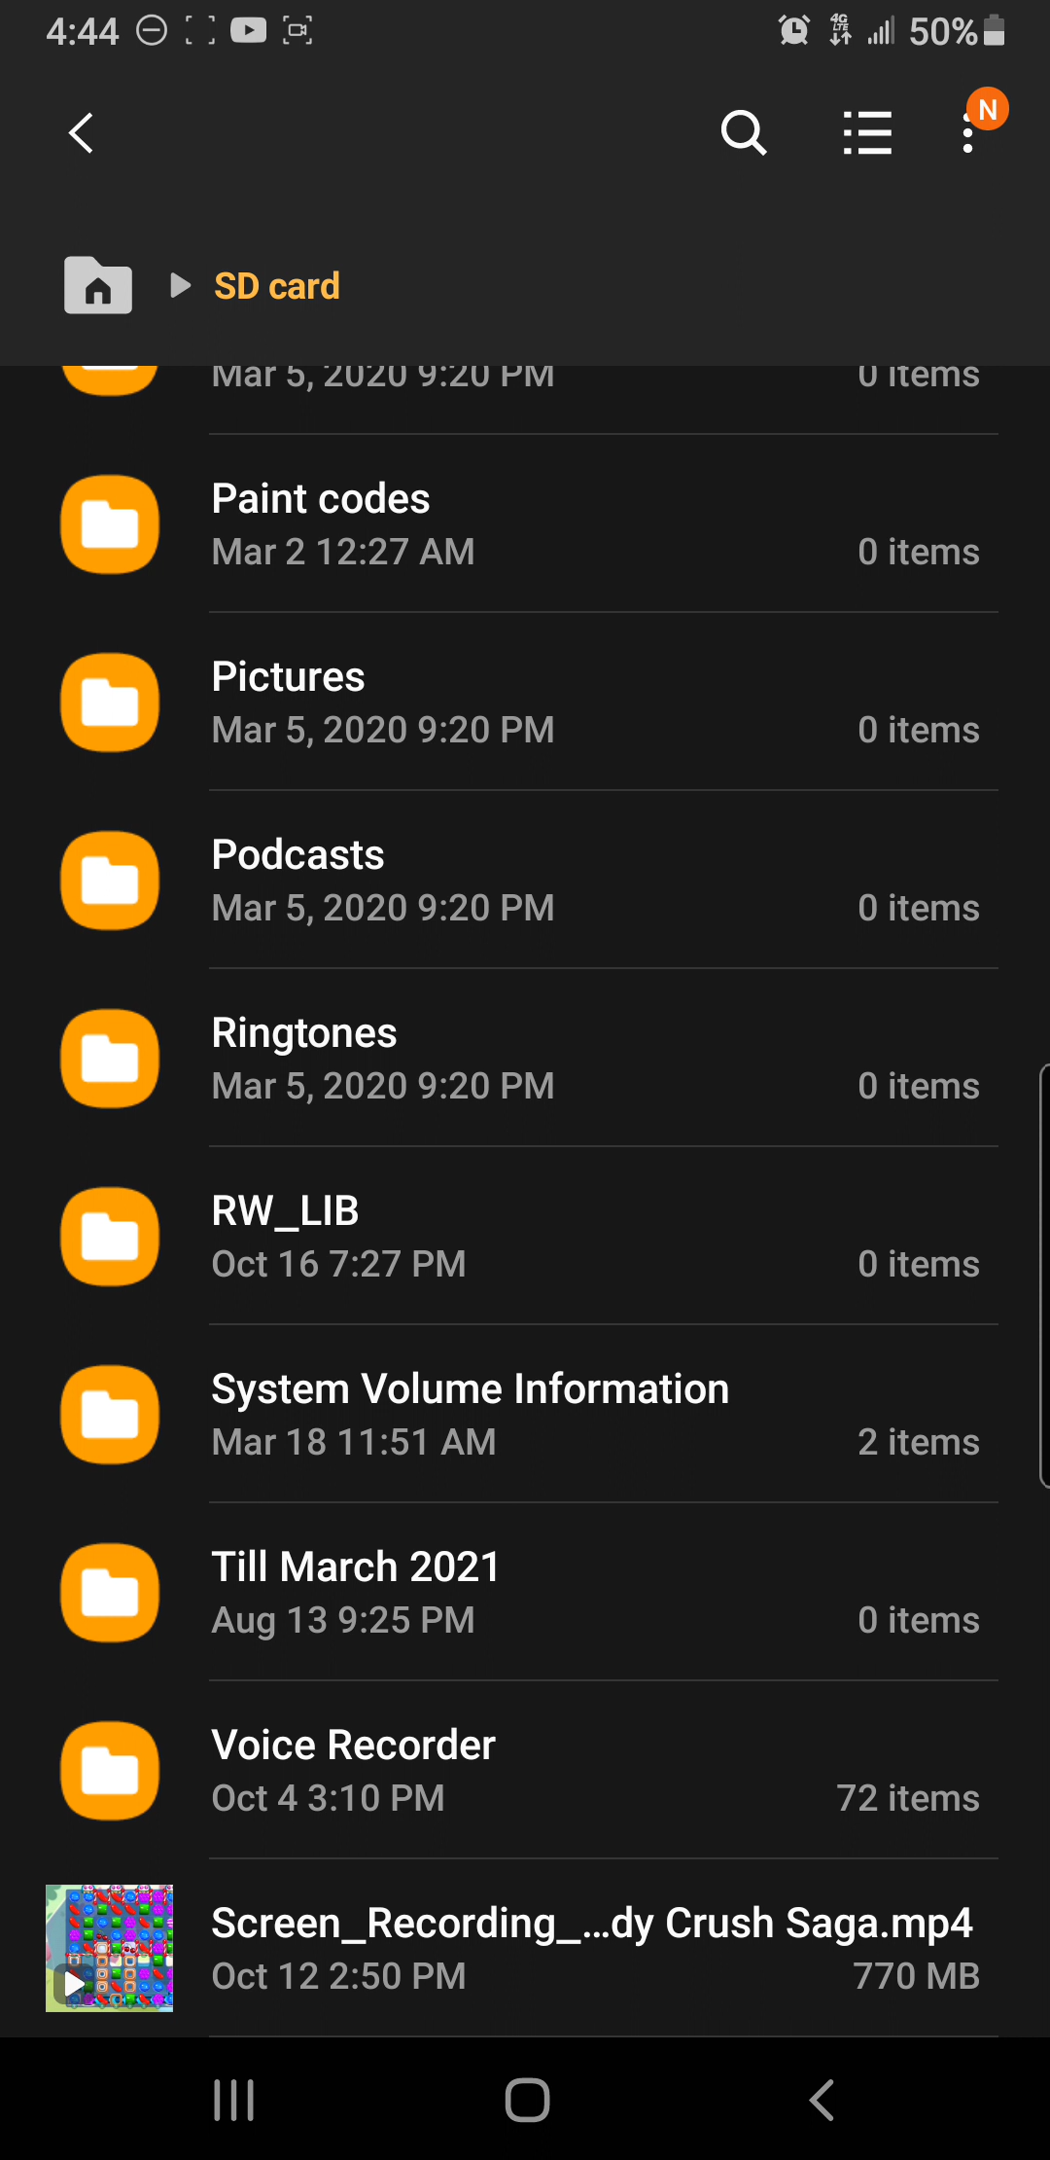 4:44
4G LTE 50%
N
SD card
Mar 5, 2020 9:20 PM 0 items
Paint codes
Mar 2 12:27 AM 0 items
Pictures
Mar 5, 2020 9:20 PM 0 items
Podcasts
Mar 5, 2020 9:20 PM 0 items
Ringtones
Mar 5, 2020 9:20 PM 0 items
RW_LIB
Oct 16 7:27 PM 0 items
System Volume Information
Mar 18 11:51 AM 2 items
Till March 2021
Aug 13 9:25 PM 0 items
Voice Recorder
Oct 4 3:10 PM 72 items
Screen_Recording_...dy Crush Saga.mp4
Oct 12 2:50 PM 770 MB